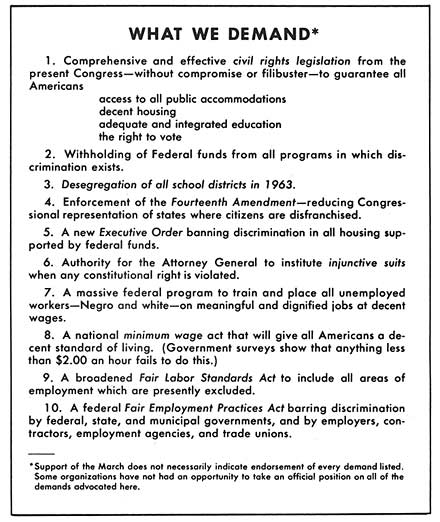 WHAT WE DEMAND*
1. Comprehensive and effective civil rights legislation from the
present Congress—without compromise or filibuster—to guarantee all
Americans
access to all public accommodations
decent housing
adequate and integrated education
the right to vote
2. Withholding of Federal funds from all programs in which dis-
crimination exists.
3. Desegregation of all school districts in 1963.
4. Enforcement of the Fourteenth Amendment—reducing Congres-
sional representation of states where citizens are disfranchised.
5. A new Executive Order banning discrimination in all housing sup-
ported by federal funds.
6. Authority for the Attorney General to institute injunctive suits
when any constitutional right is violated.
7. A massive federal program to train and place all unemployed
workers—Negro and white—on meaningful and dignified jobs at decent
wages.
8. A national minimum wage act that will give all Americans a de-
cent standard of living. (Government surveys show that anything less
than $2.00 an hour fails to do this.)
9. A broadened Fair Labor Standards Act to include all areas of
employment which are presently excluded.
10. A federal Fair Employment Practices Act barring discrimination
by federal, state, and municipal governments, and by employers, con-
tractors, employment agencies, and trade unions.
*Support of the March does not necessarily indicate endorsement of every demand listed.
Some organizations have not had an opportunity to take an official position on all of the
demands advocated here.